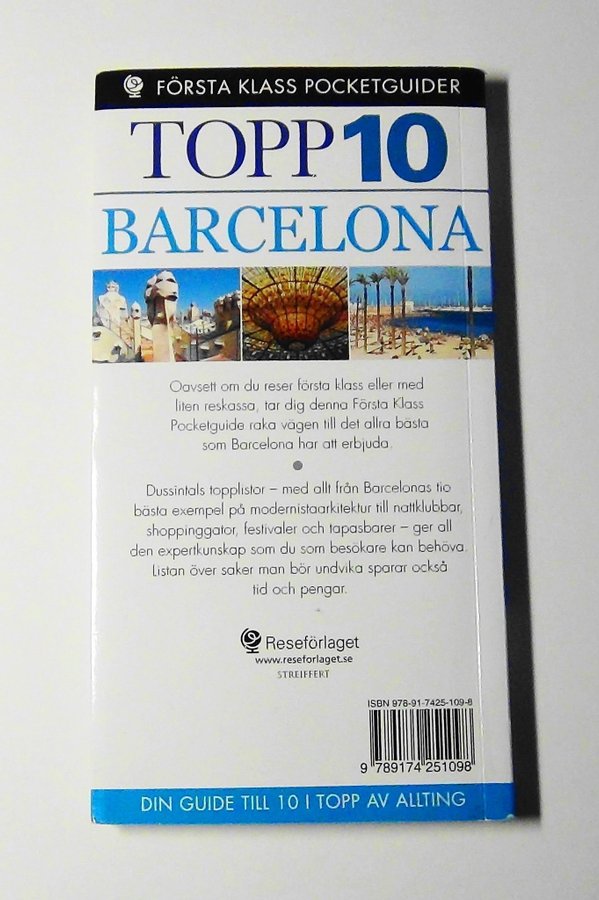 FÖRSTA KLASS POCKETGUIDER
TOPP 10
BARCELONA
Oavsett om du reser första klass eller med
liten reskassa, tar dig denna Första Klass
Pocketguide raka vägen till det allra bästa
som Barcelona har att erbjuda.
Dussintals topplistor – med allt från Barcelonas tio
bästa exempel på modernistaarkitektur till nattklubbar,
shoppinggator, festivaler och tapasbarer – ger all
den expertkunskap som du som besökare kan behöva.
Listan över saker man bör undvika sparar också
tid och pengar.
Reseförlaget
www.reseforlaget.se
STREIFFERT
ISBN 978-91-7425-109-8
9 789174 251098
DIN GUIDE TILL 10 I TOPP AV ALLTING